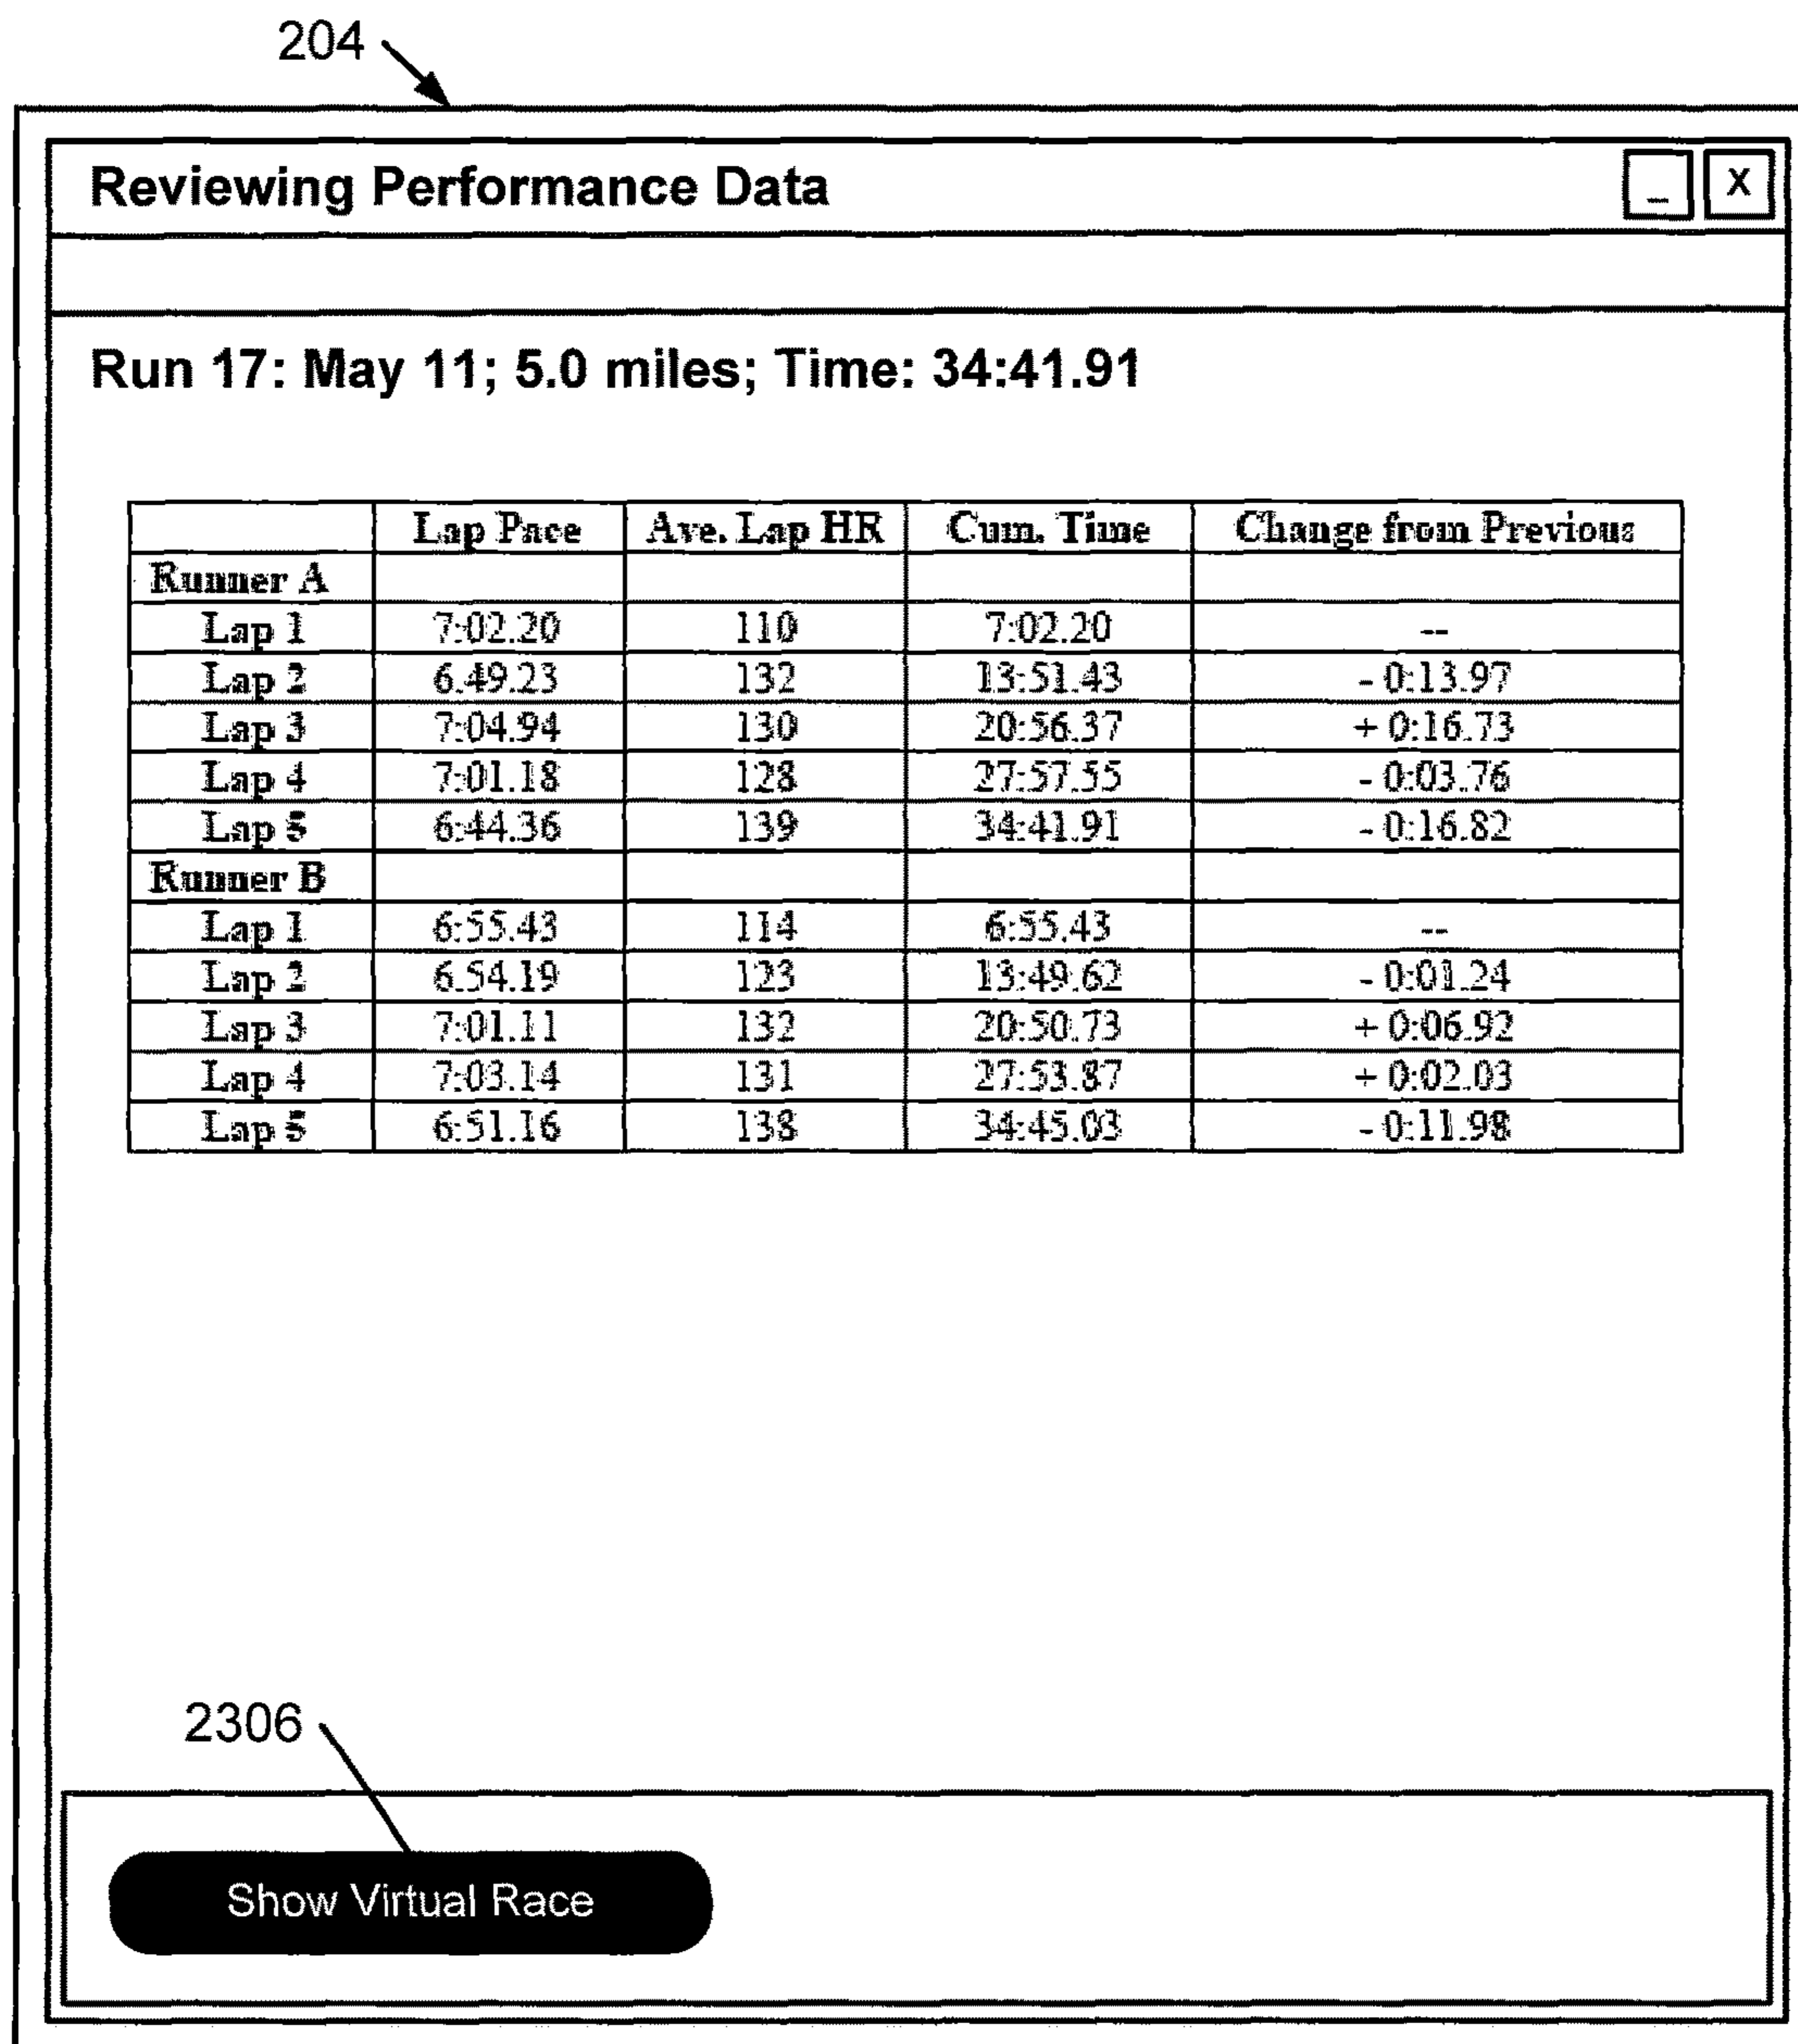 204
Reviewing Performance Data _ X
Run 17: May 11; 5.0 miles; Time: 34:41.91
Lap Pace Ave. Lap HR Cum. Time Change from Previous
Runner A
Lap 1 7:02.20 110 7:02.20 --
Lap 2 6.49.23 132 13:51.43 - 0:13.97
Lap 3 7:04.94 130 20:56.37 + 0:16.73
Lap 4 7:01.18 128 27:57.55 - 0:03.76
Lap 5 6:44.36 139 34:41.91 - 0:16.82
Runner B
Lap 1 6:55.43 114 6:55.43 --
Lap 2 6.54.19 123 13:49.62 - 0:01.24
Lap 3 7:01.11 132 20:50.73 + 0:06.92
Lap 4 7:03.14 131 27:53.87 + 0:02.03
Lap 5 6:51.16 138 34:45.03 - 0:11.98
2306
Show Virtual Race